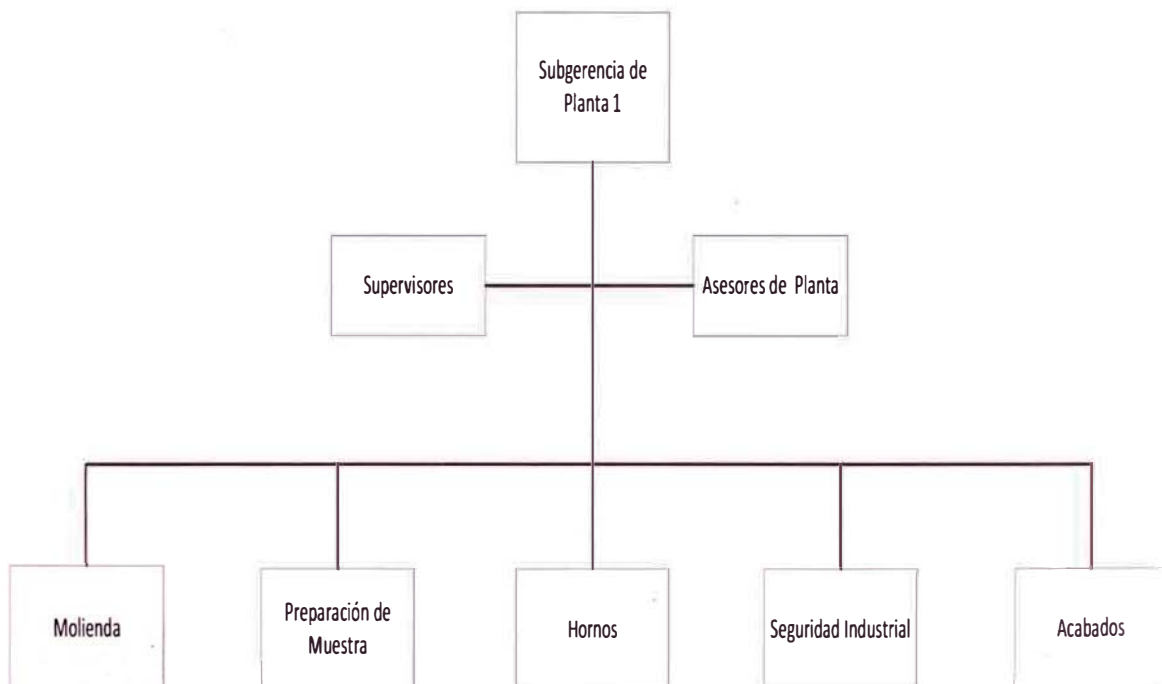 Subgerencia de
Planta 1
Supervisores
Asesores de Planta
Molienda
Preparación de
Muestra
Hornos
Seguridad Industrial
Acabados